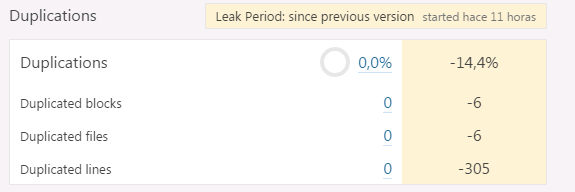 Duplications
Leak Period: since previous version started hace 11 horas
Duplications 0,0% -14,4%
Duplicated blocks 0 -6
Duplicated files 0 -6
Duplicated lines 0 -305